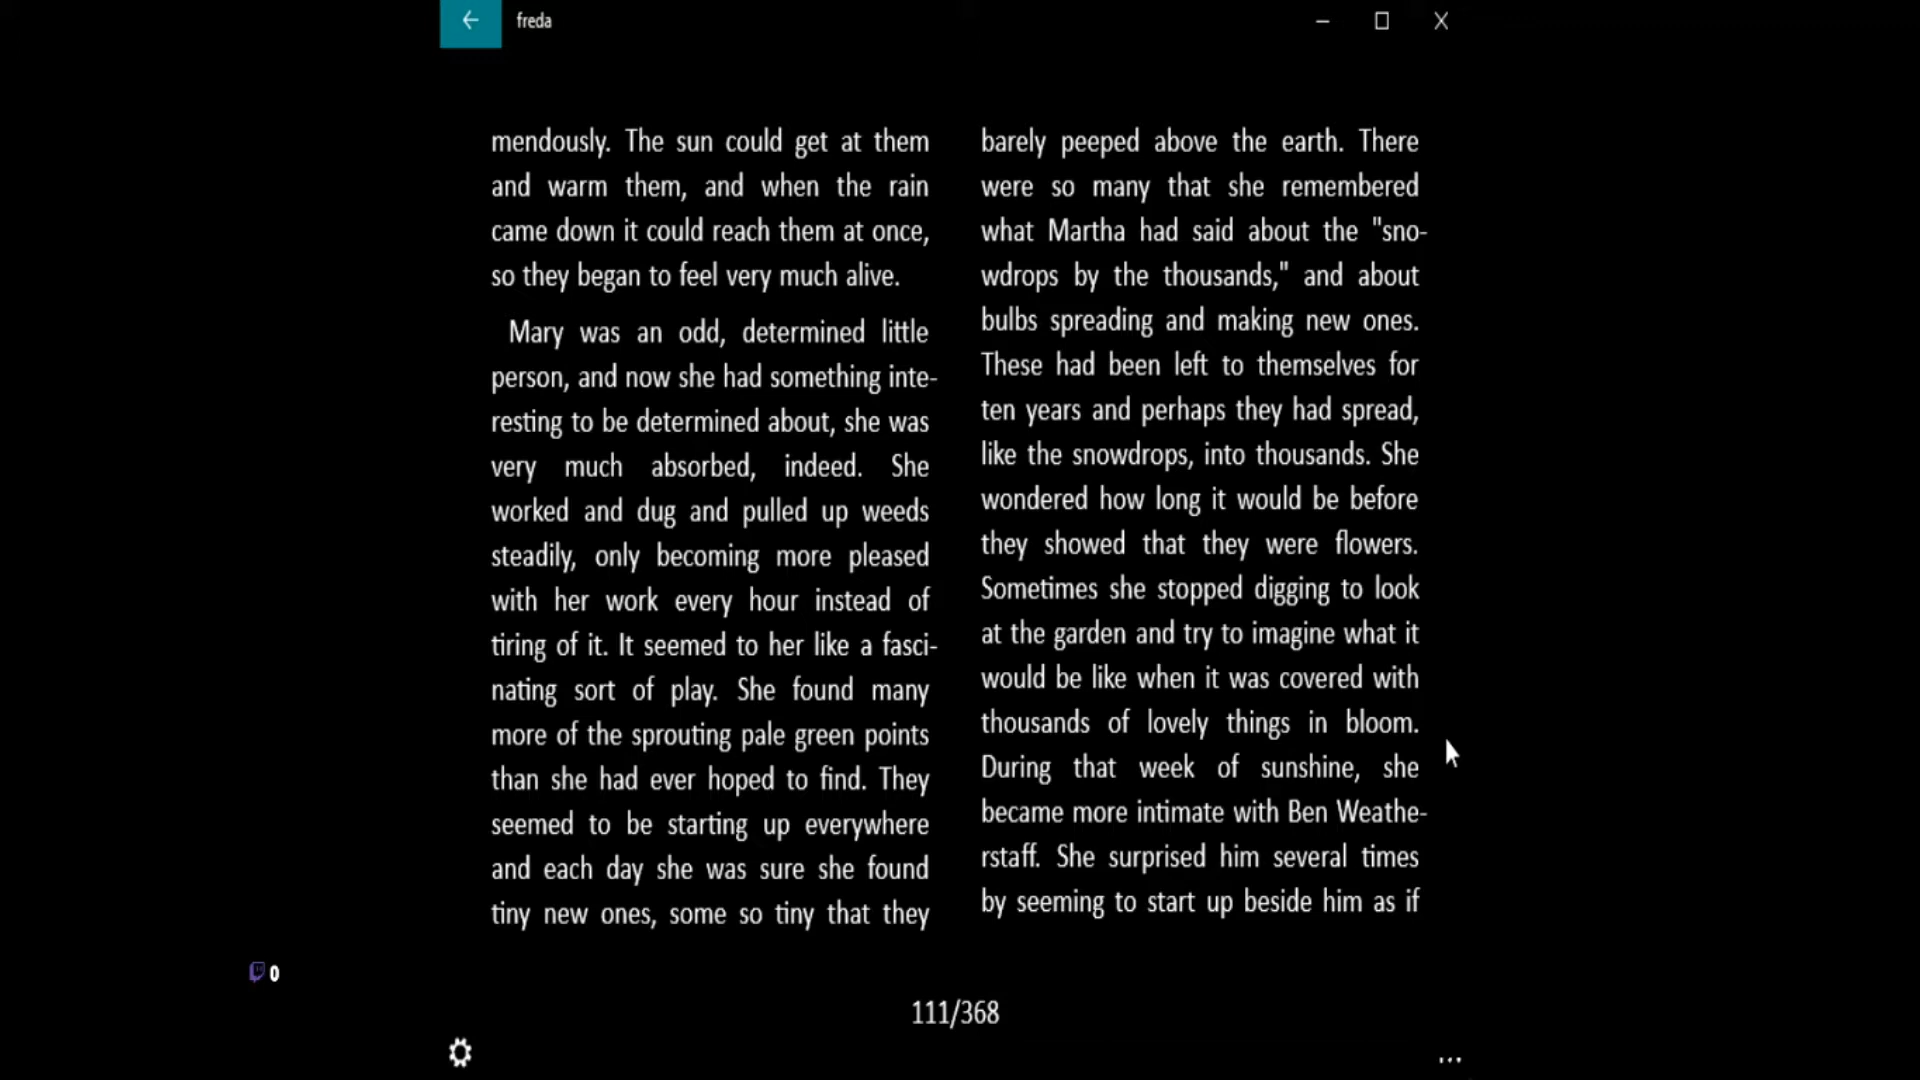 freda
mendously. The sun could get at them
and warm them, and when the rain
came down it could reach them at once,
so they began to feel very much alive.
Mary was an odd, determined little
person, and now she had something inte-
resting to be determined about, she was
very much absorbed, indeed. She
worked and dug and pulled up weeds
steadily, only becoming more pleased
with her work every hour instead of
tiring of it. It seemed to her like a fasci-
nating sort of play. She found many
more of the sprouting pale green points
than she had ever hoped to find. They
seemed to be starting up everywhere
and each day she was sure she found
tiny new ones, some so tiny that they
barely peeped above the earth. There
were so many that she remembered
what Martha had said about the "sno-
wdrops by the thousands," and about
bulbs spreading and making new ones.
These had been left to themselves for
ten years and perhaps they had spread,
like the snowdrops, into thousands. She
wondered how long it would be before
they showed that they were flowers.
Sometimes she stopped digging to look
at the garden and try to imagine what it
would be like when it was covered with
thousands of lovely things in bloom.
During that week of sunshine, she
became more intimate with Ben Weathe-
rstaff. She surprised him several times
by seeming to start up beside him as if
0
111/368